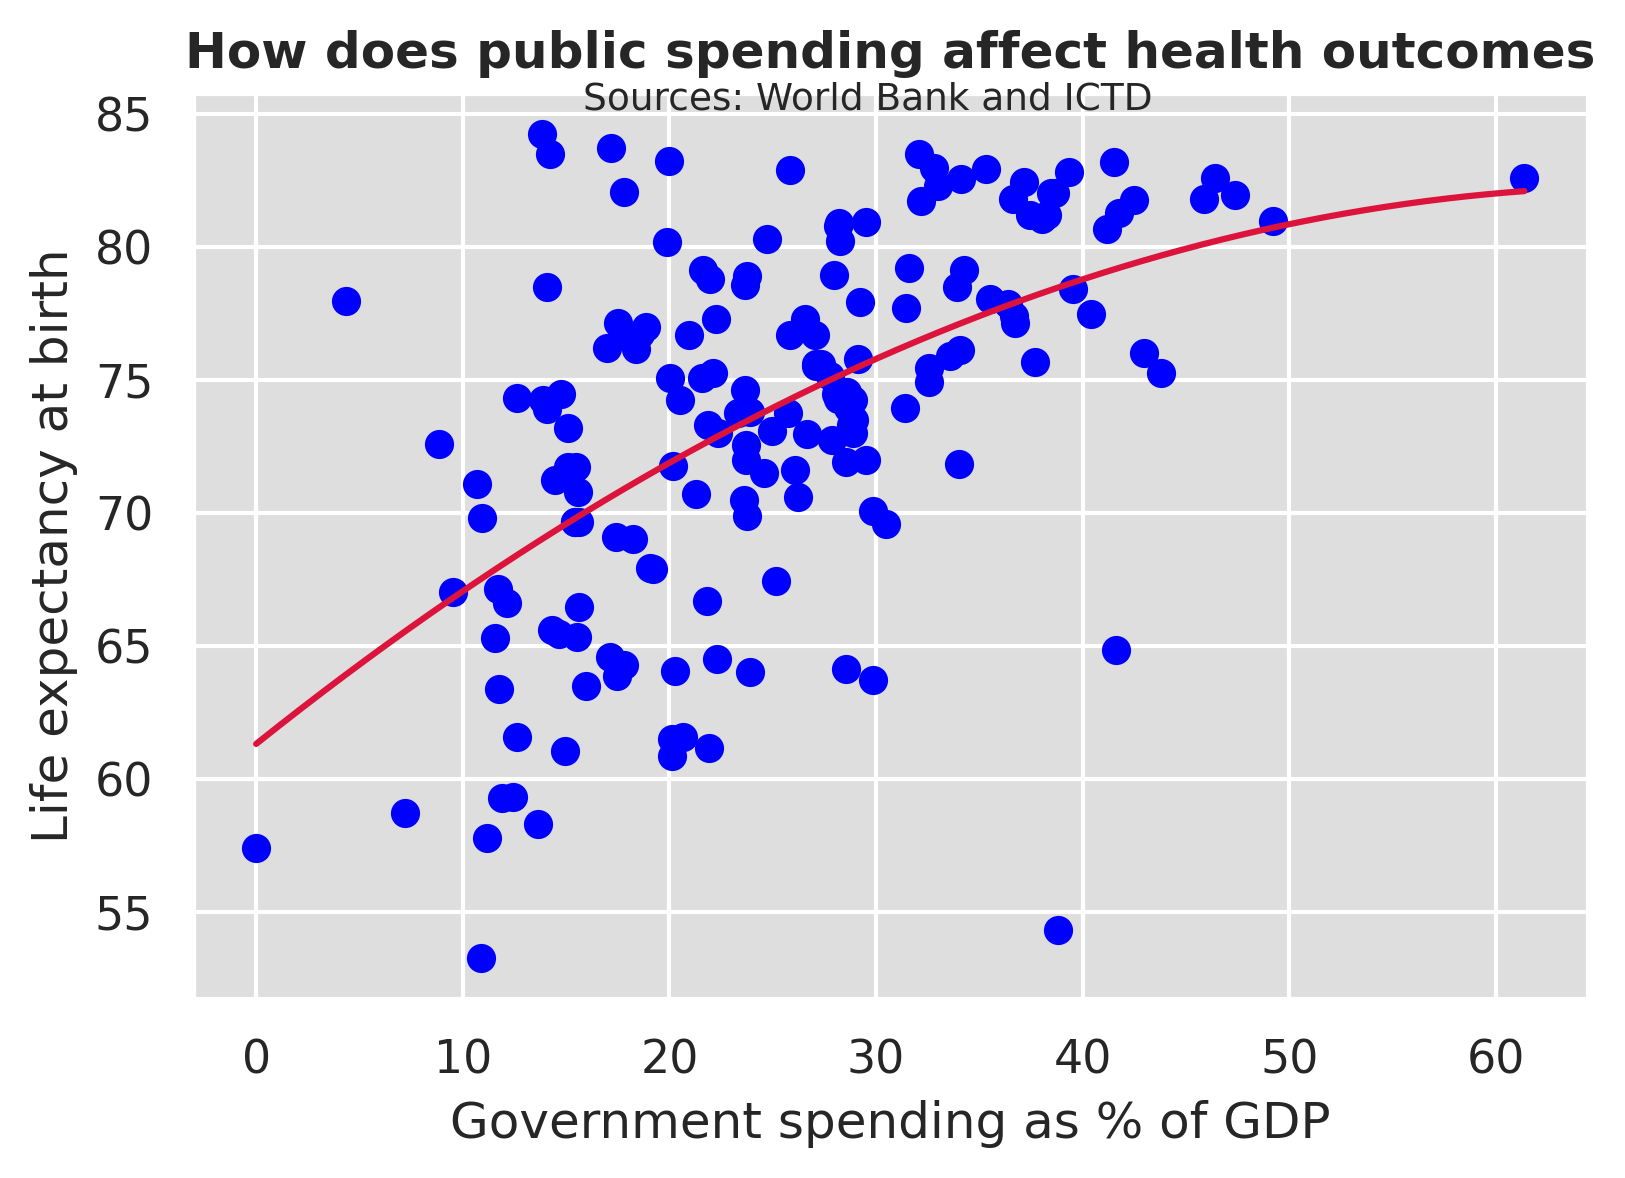 How does public spending affect health outcomes
Sources: World Bank and ICTD
85
80
75
70
65
60
55
Life expectancy at birth
0 10 20 30 40 50 60
Government spending as % of GDP